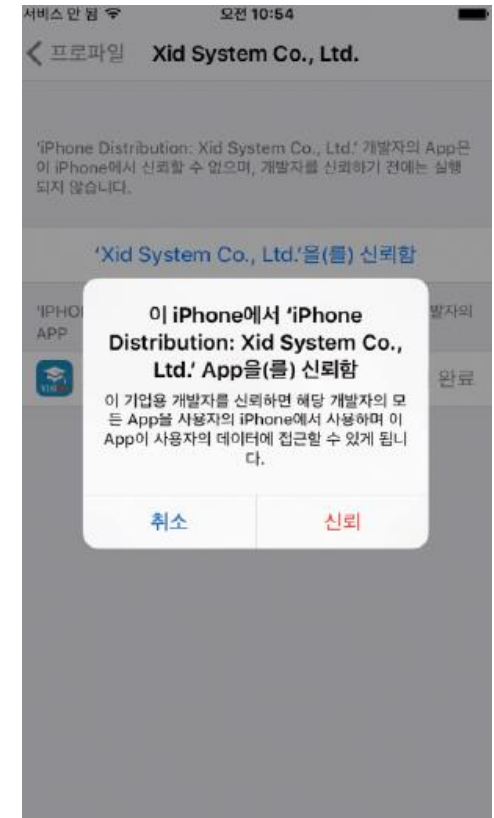 서비스 안 됨 오전 10:54
프로파일 Xid System Co., Ltd.
'iPhone Distribution: Xid System Co., Ltd.' 개발자의 App은
이 iPhone에서 신뢰할 수 없으며, 개발자를 신뢰하기 전에는 실행
되지 않습니다.
'Xid System Co., Ltd.'을(를) 신뢰함
'IPHO 발자의
APP
완료
이 iPhone에서 'iPhone
Distribution: Xid System Co.,
Ltd.' App을(를) 신뢰함
이 기업용 개발자를 신뢰하면 해당 개발자의 모
든 App을 사용자의 iPhone에서 사용하며 이
App이 사용자의 데이터에 접근할 수 있게 됩니
다.
취소 신뢰